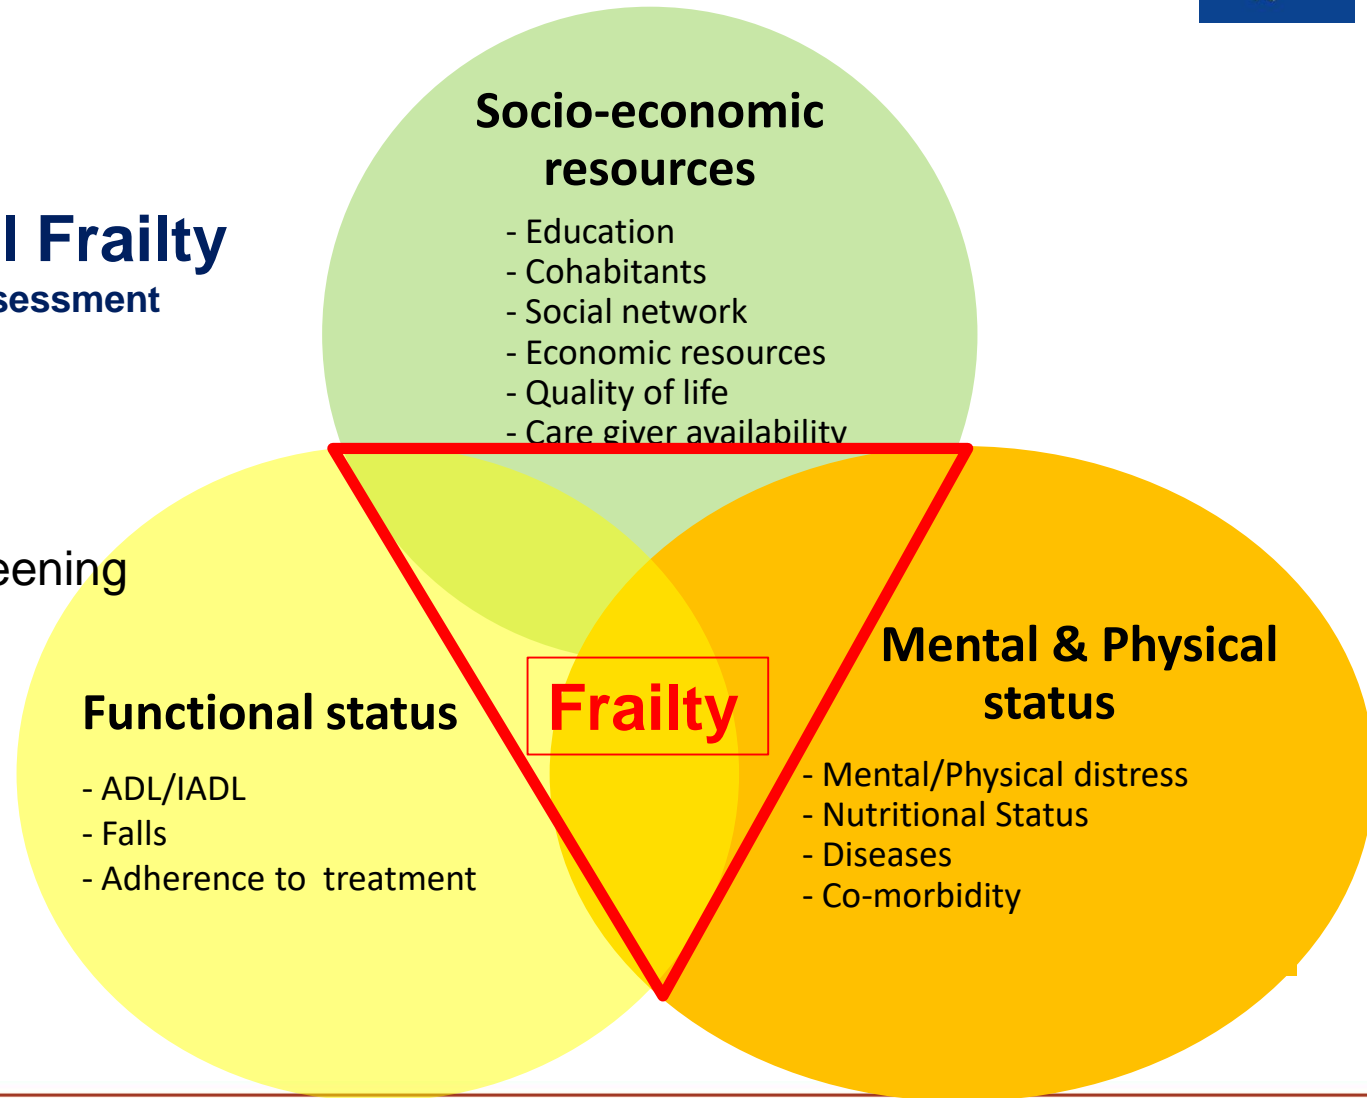 Socio-economic
resources
- Education
- Cohabitants
- Social network
- Economic resources
- Quality of life
- Care giver availability
l Frailty
sessment
eening
Functional status
- ADL/IADL
- Falls
- Adherence to treatment
Frailty
Mental & Physical
status
- Mental/Physical distress
- Nutritional Status
- Diseases
- Co-morbidity